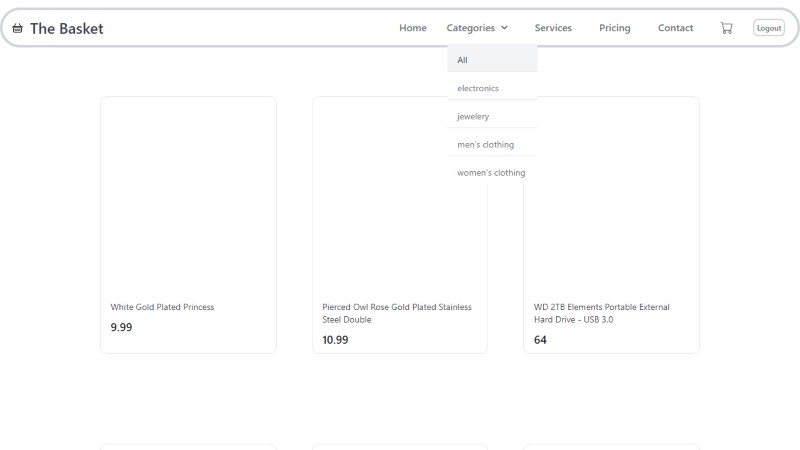 The Basket
Home
Categories
Services
Pricing
Contact
Logout
All
electronics
jewelery
men's clothing
women's clothing
White Gold Plated Princess
9.99
Pierced Owl Rose Gold Plated Stainless
Steel Double
10.99
WD 2TB Elements Portable External
Hard Drive - USB 3.0
64